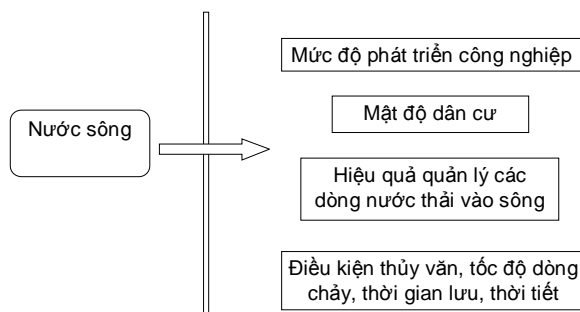 Nước sông
Mức độ phát triển công nghiệp
Mật độ dân cư
Hiệu quả quản lý các
dòng nước thải vào sông
Điều kiện thủy văn, tốc độ dòng
chảy, thời gian lưu, thời tiết